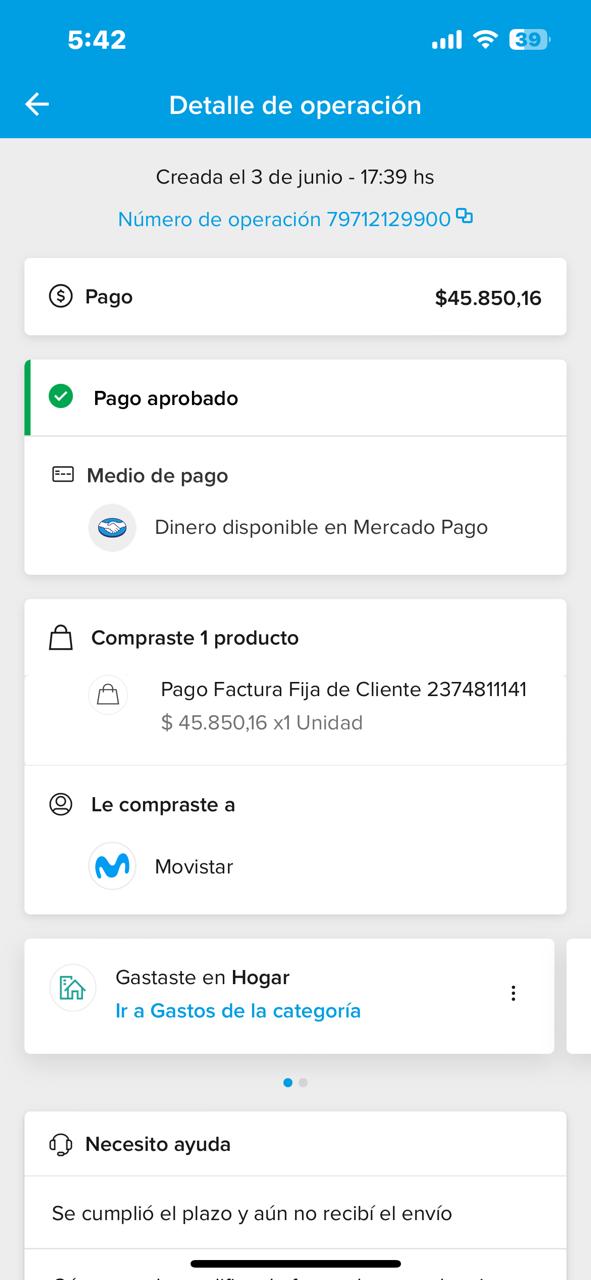 5:42
39
Detalle de operación
Creada el 3 de junio - 17:39 hs
Número de operación 79712129900
Pago
$45.850,16
Pago aprobado
Medio de pago
Dinero disponible en Mercado Pago
Compraste 1 producto
Pago Factura Fija de Cliente 2374811141
$ 45.850,16 x1 Unidad
Le compraste a
Movistar
Gastaste en Hogar
Ir a Gastos de la categoría
Necesito ayuda
Se cumplió el plazo y aún no recibí el envío